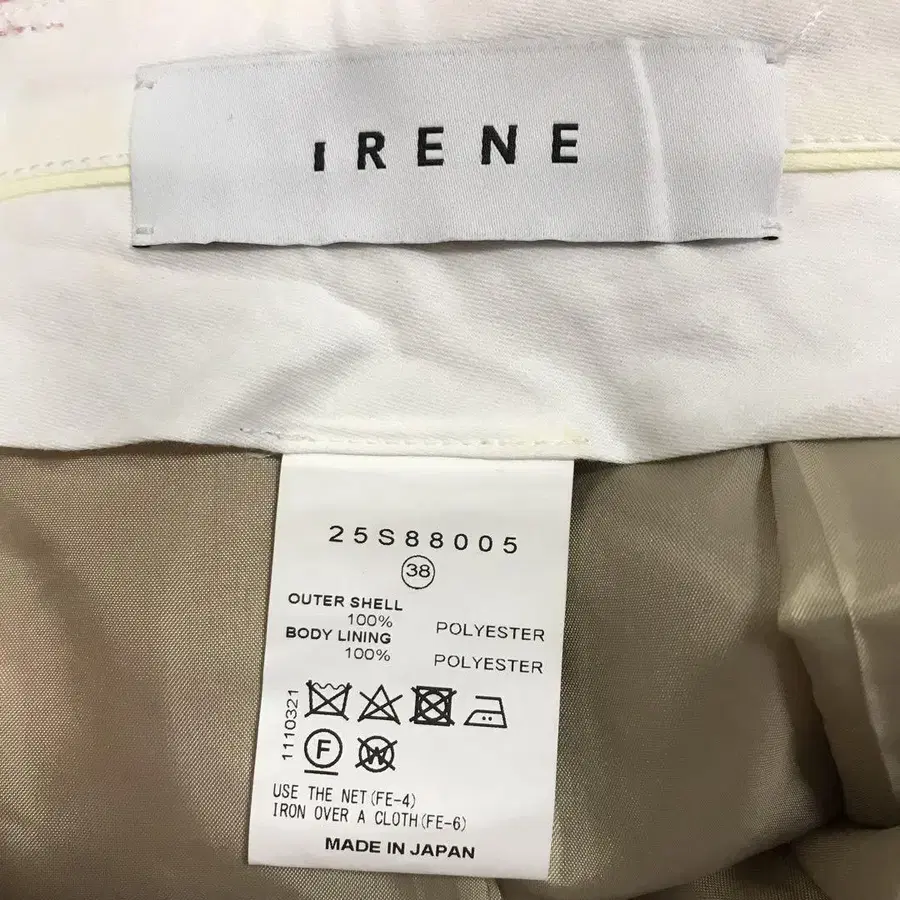 IRENE
25S88005
38
OUTER SHELL
100% POLYESTER
BODY LINING
100% POLYESTER
1110321
F
W
USE THE NET(FE-4)
IRON OVER A CLOTH(FE-6)
MADE IN JAPAN